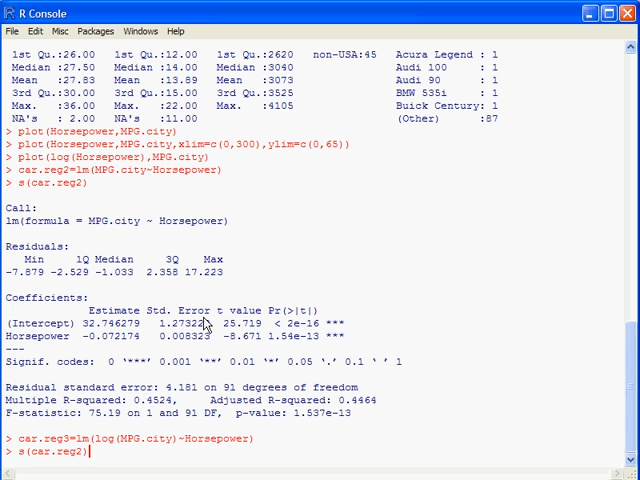 R Console
File Edit Misc Packages Windows Help
1st Qu.:26.00 1st Qu.:12.00 1st Qu.:2620 non-USA:45 Acura Legend : 1
Median :27.50 Median :14.00 Median :3040 Audi 100 : 1
Mean :27.83 Mean :13.89 Mean :3073 Audi 90 : 1
3rd Qu.:30.00 3rd Qu.:15.00 3rd Qu.:3525 BMW 535i : 1
Max. :36.00 Max. :22.00 Max. :4105 Buick Century: 1
NA's : 2.00 NA's :11.00 (Other) :87
> plot(Horsepower,MPG.city)
> plot(Horsepower,MPG.city,xlim=c(0,300),ylim=c(0,65))
> plot(log(Horsepower),MPG.city)
> car.reg2=lm(MPG.city~Horsepower)
> s(car.reg2)
Call:
lm(formula = MPG.city ~ Horsepower)
Residuals:
Min 1Q Median 3Q Max
-7.879 -2.529 -1.033 2.358 17.223
Coefficients:
Estimate Std. Error t value Pr(>|t|)
(Intercept) 32.746279 1.273223 25.719 < 2e-16 ***
Horsepower -0.072174 0.008323 -8.671 1.54e-13 ***
---
Signif. codes: 0 ‘***’ 0.001 ‘**’ 0.01 ‘*’ 0.05 ‘.’ 0.1 ‘ ’ 1
Residual standard error: 4.181 on 91 degrees of freedom
Multiple R-squared: 0.4524, Adjusted R-squared: 0.4464
F-statistic: 75.19 on 1 and 91 DF, p-value: 1.537e-13
> car.reg3=lm(log(MPG.city)~Horsepower)
> s(car.reg2)